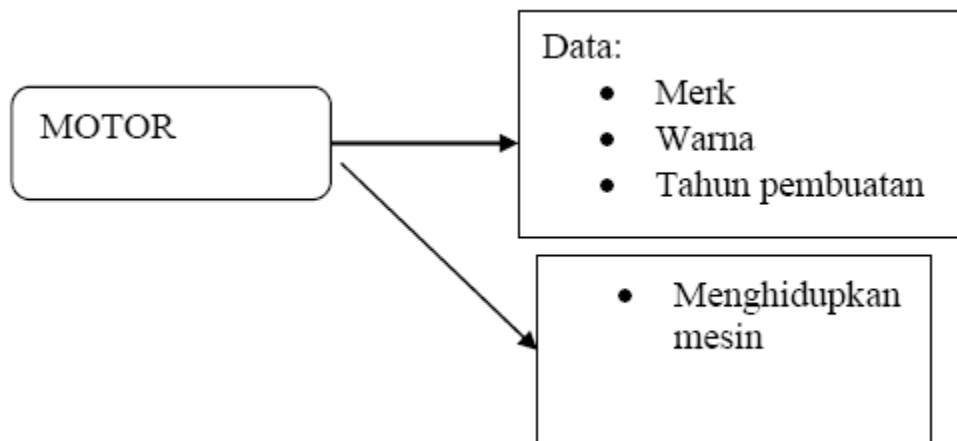 MOTOR
Data:
• Merk
• Warna
• Tahun pembuatan
• Menghidupkan
mesin